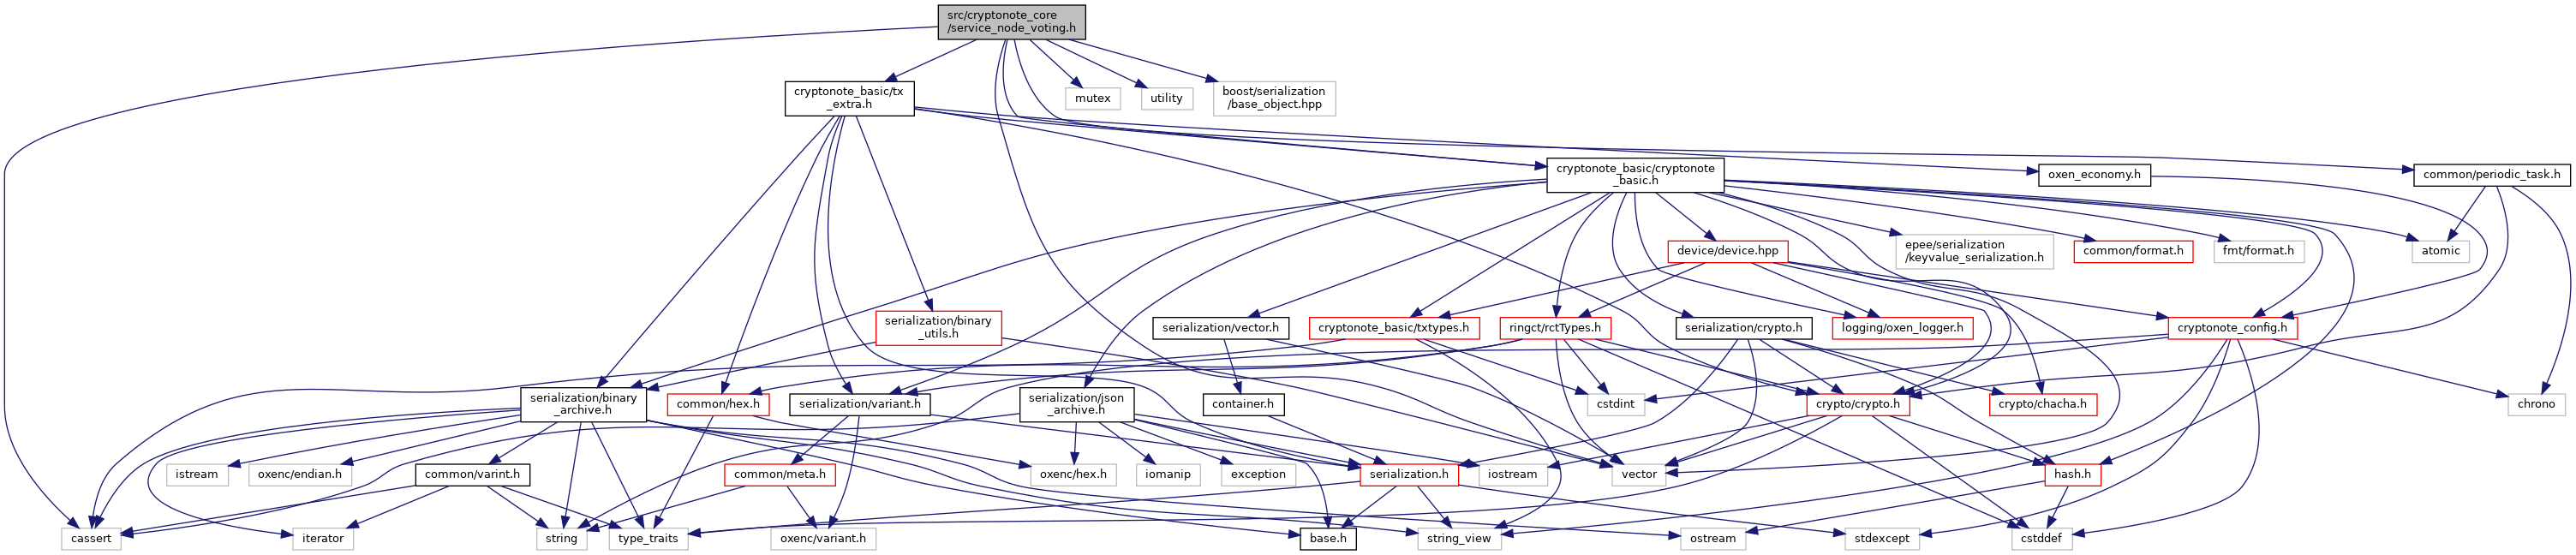 src/cryptonote_core
/service_node_voting.h
cryptonote_basic/tx
_extra.h
mutex
utility
boost/serialization
/base_object.hpp
cryptonote_basic/cryptonote
_basic.h
oxen_economy.h
common/periodic_task.h
device/device.hpp
epee/serialization
/keyvalue_serialization.h
common/format.h
fmt/format.h
atomic
serialization/binary
_utils.h
serialization/vector.h
cryptonote_basic/txtypes.h
ringct/rctTypes.h
serialization/crypto.h
logging/oxen_logger.h
cryptonote_config.h
serialization/binary
_archive.h
common/hex.h
serialization/variant.h
serialization/json
_archive.h
container.h
cstdint
crypto/crypto.h
crypto/chacha.h
chrono
istream
oxenc/endian.h
common/varint.h
common/meta.h
oxenc/hex.h
iomanip
exception
serialization.h
iostream
vector
hash.h
cassert
iterator
string
type_traits
oxenc/variant.h
base.h
string_view
ostream
stdexcept
cstddef